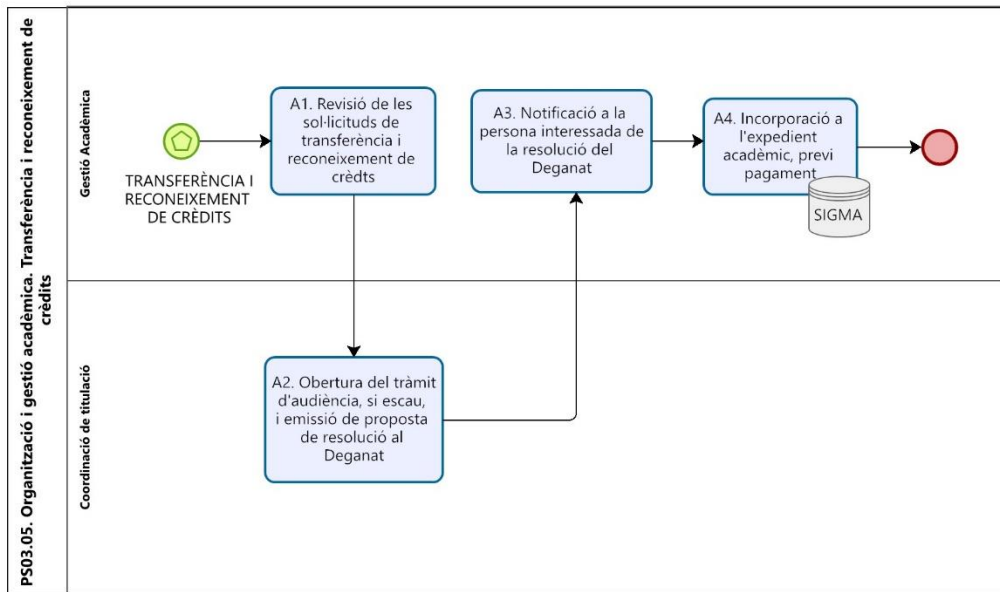 PS03.05. Organització i gestió acadèmica. Transferència i reconeixement de
crèdits
Gestió Acadèmica
TRANSFERÈNCIA I
RECONEIXEMENT
DE CRÈDITS
A1. Revisió de les
sol·licituds de
transferència i
reconeixement de
crèdts
A3. Notificació a la
persona interessada de
la resolució del
Deganat
A4. Incorporació a
l'expedient
acadèmic, previ
pagament
SIGMA
Coordinació de titulació
A2. Obertura del tràmit
d'audiència, si escau,
i emissió de proposta
de resolució al
Deganat